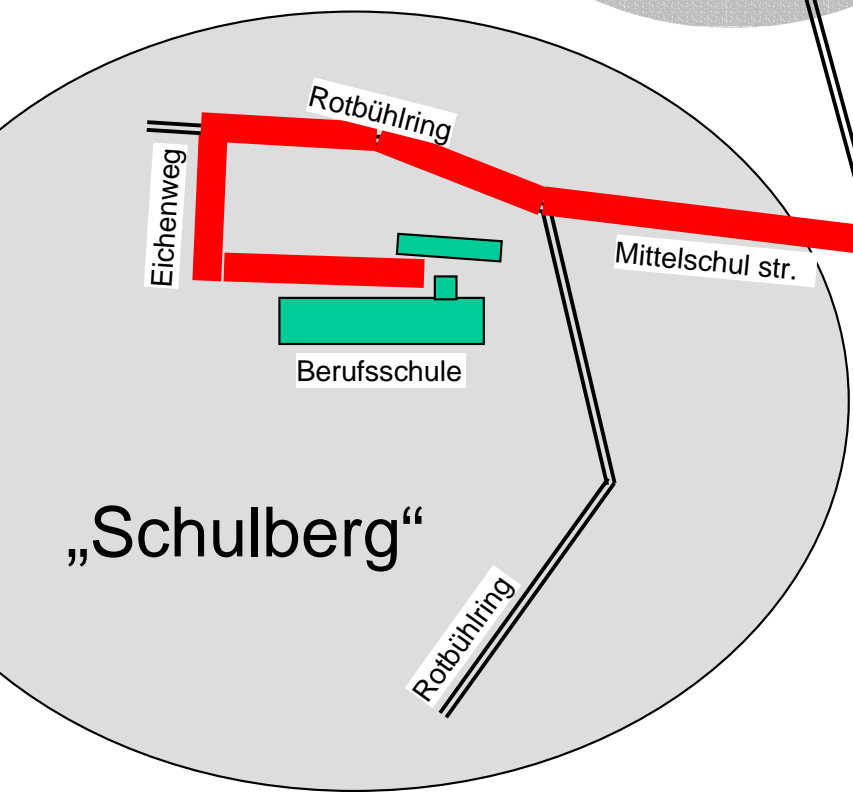 Rotbühlring
Eichenweg
Mittelschul str.
Berufsschule
„Schulberg“
Rotbühlring